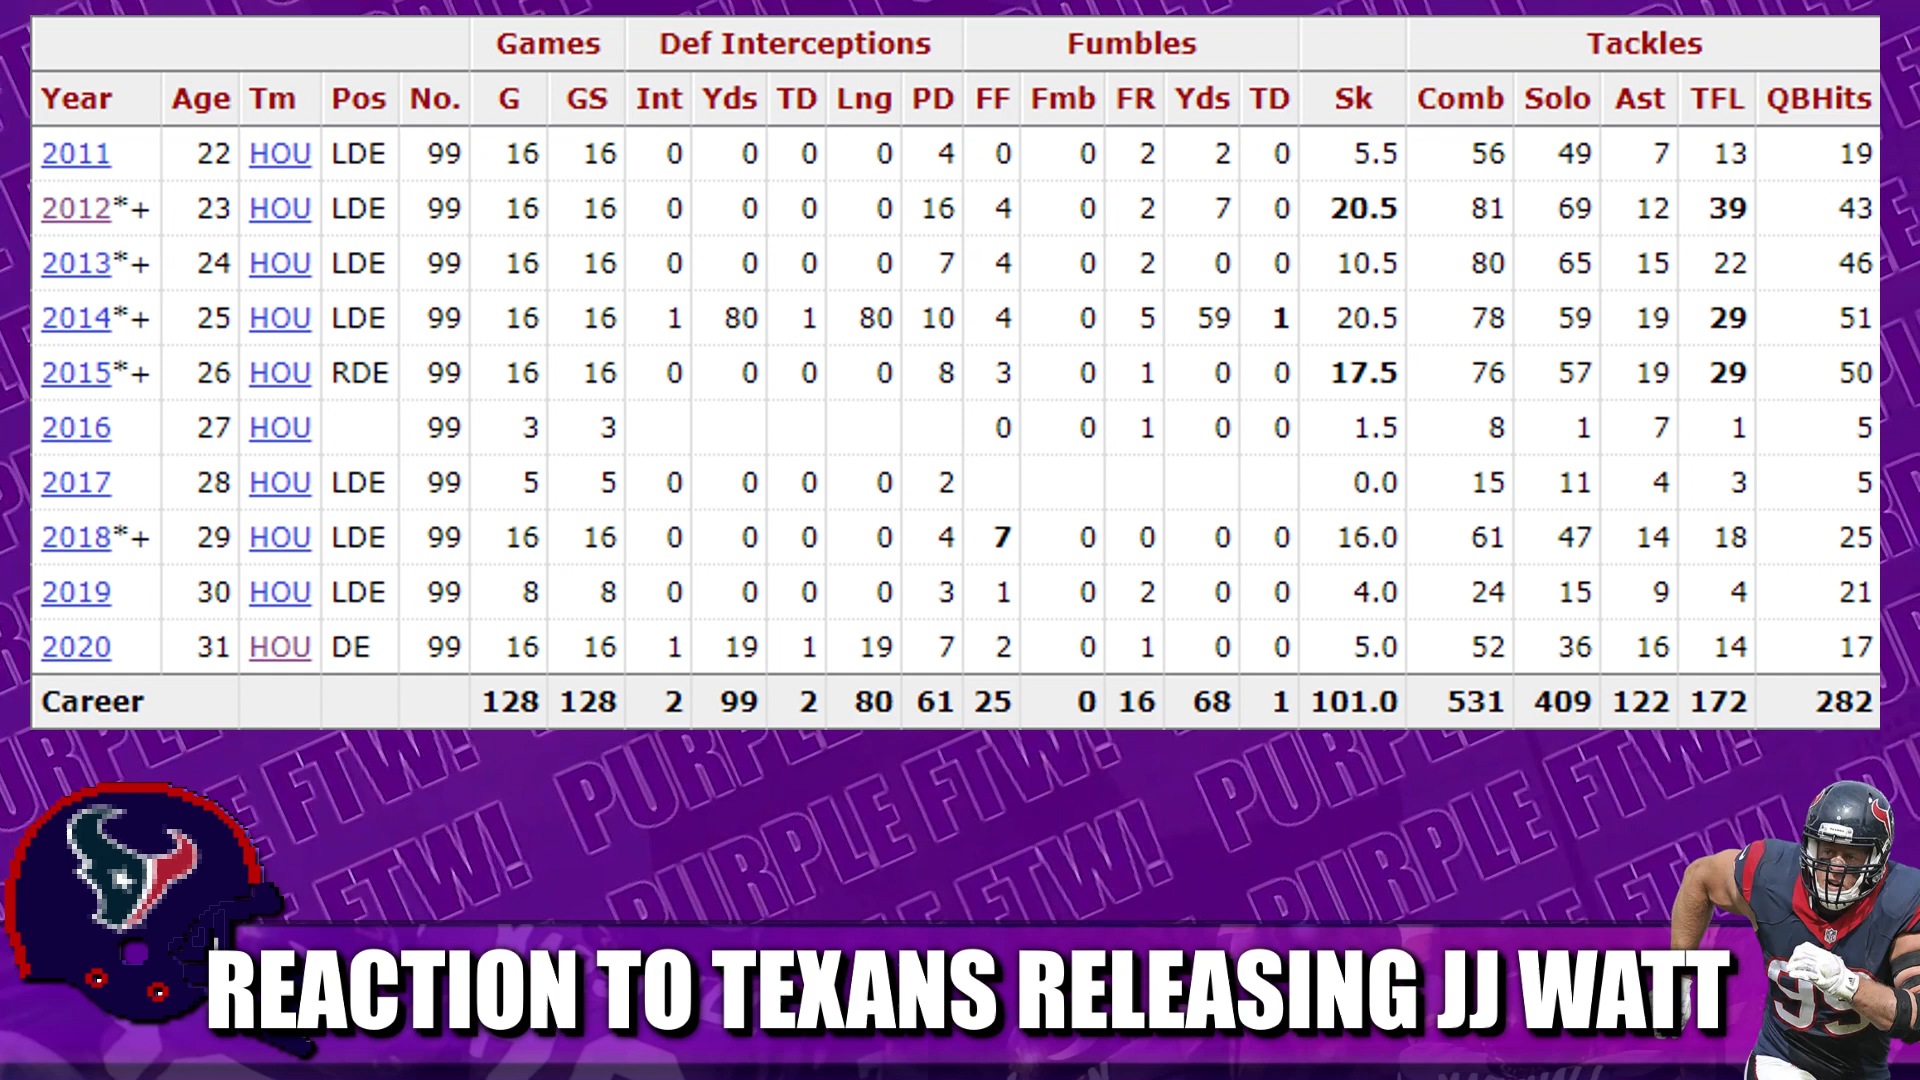 Games Def Interceptions Fumbles Tackles
Year Age Tm Pos No. G GS Int Yds TD Lng PD FF Fmb FR Yds TD Sk Comb Solo Ast TFL QBHits
2011 22 HOU LDE 99 16 16 0 0 0 0 4 0 0 2 2 0 5.5 56 49 7 13 19
2012*+ 23 HOU LDE 99 16 16 0 0 0 0 16 4 0 2 7 0 20.5 81 69 12 39 43
2013*+ 24 HOU LDE 99 16 16 0 0 0 0 7 4 0 2 0 0 10.5 80 65 15 22 46
2014*+ 25 HOU LDE 99 16 16 1 80 1 80 10 4 0 5 59 1 20.5 78 59 19 29 51
2015*+ 26 HOU RDE 99 16 16 0 0 0 0 8 3 0 1 0 0 17.5 76 57 19 29 50
2016 27 HOU 99 3 3 0 0 1 0 0 1.5 8 1 7 1 5
2017 28 HOU LDE 99 5 5 0 0 0 0 2 0.0 15 11 4 3 5
2018*+ 29 HOU LDE 99 16 16 0 0 0 0 4 7 0 0 0 0 16.0 61 47 14 18 25
2019 30 HOU LDE 99 8 8 0 0 0 0 3 1 0 2 0 0 4.0 24 15 9 4 21
2020 31 HOU DE 99 16 16 1 19 1 19 7 2 0 1 0 0 5.0 52 36 16 14 17
Career 128 128 2 99 2 80 61 25 0 16 68 1 101.0 531 409 122 172 282
PURPLE FTW! PURPLE FTW! PURPLE FTW!
REACTION TO TEXANS RELEASING JJ WATT
99